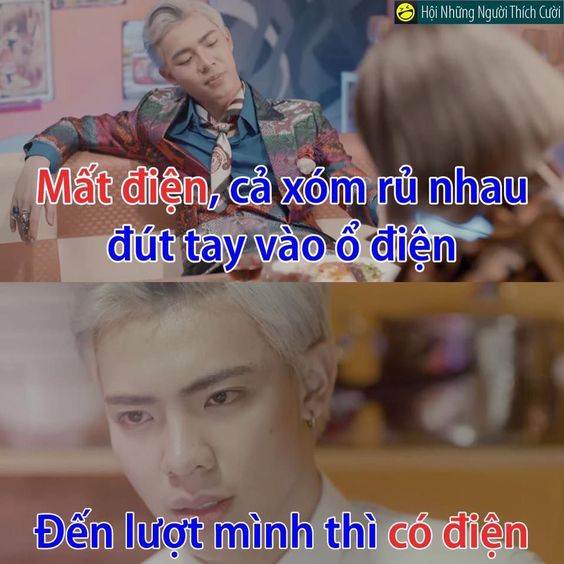 Hội Những Người Thích Cười
Mất điện, cả xóm rủ nhau
đút tay vào ổ điện
Đến lượt mình thì có điện